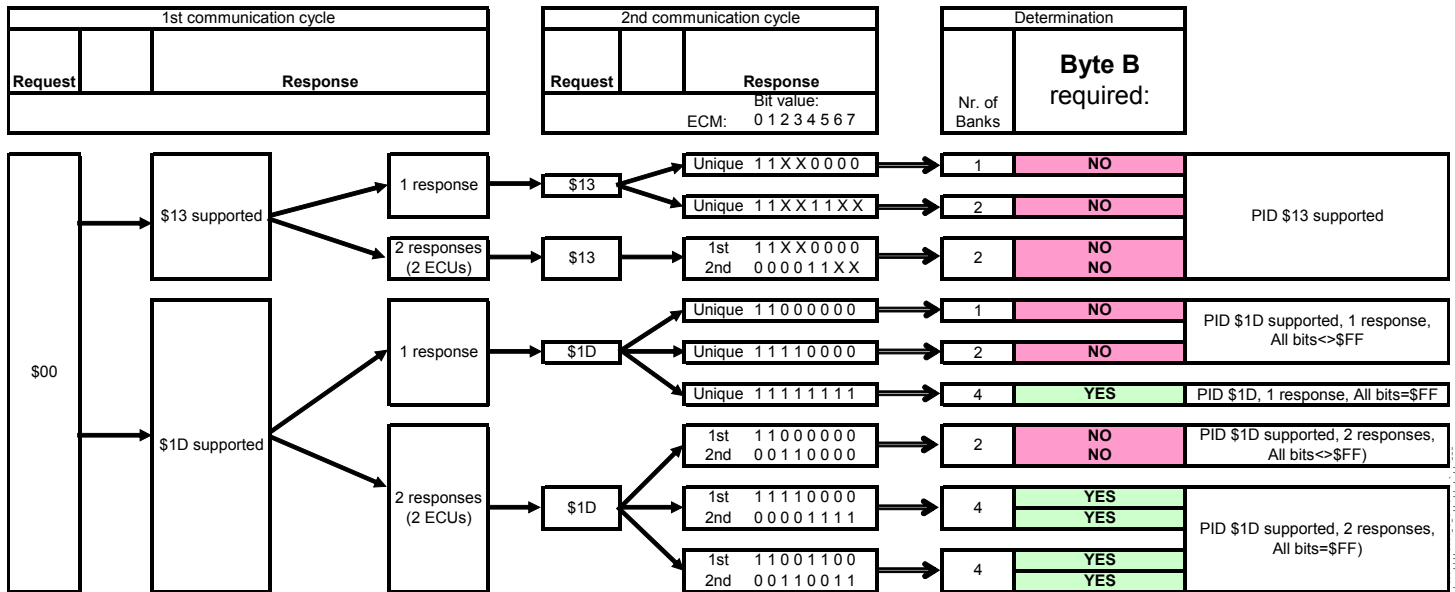 1st communication cycle
2nd communication cycle
Determination
Request
Response
Request
Response
Byte B
required:
Nr. of
Banks
Bit value:
ECM: 0 1 2 3 4 5 6 7
$00
$13 supported
1 response
$13
Unique 1 1 X X 0 0 0 0
1
NO
Unique 1 1 X X 1 1 X X
2
NO
PID $13 supported
2 responses
(2 ECUs)
$13
1st 1 1 X X 0 0 0 0
2nd 0 0 0 0 1 1 X X
2
NO
NO
$1D supported
1 response
$1D
Unique 1 1 0 0 0 0 0 0
1
NO
PID $1D supported, 1 response,
All bits<>$FF
Unique 1 1 1 1 0 0 0 0
2
NO
Unique 1 1 1 1 1 1 1 1
4
YES
PID $1D, 1 response, All bits=$FF
2 responses
(2 ECUs)
$1D
1st 1 1 0 0 0 0 0 0
2nd 0 0 1 1 0 0 0 0
2
NO
NO
PID $1D supported, 2 responses,
All bits<>$FF)
1st 1 1 1 1 0 0 0 0
2nd 0 0 0 0 1 1 1 1
4
YES
YES
PID $1D supported, 2 responses,
All bits=$FF)
1st 1 1 0 0 1 1 0 0
2nd 0 0 1 1 0 0 1 1
4
YES
YES